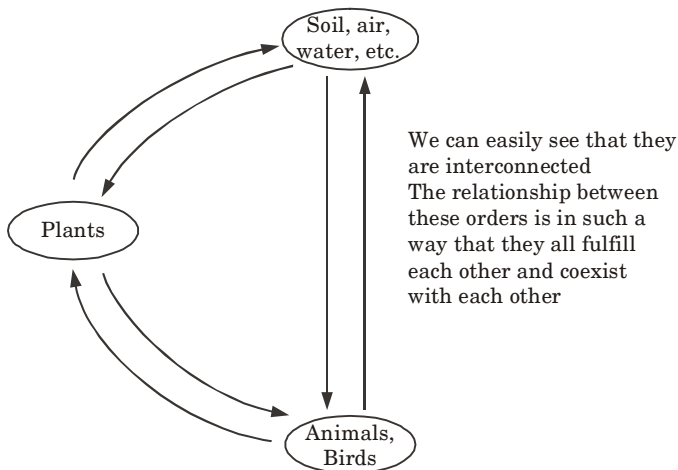 Soil, air,
water, etc.
We can easily see that they
are interconnected
The relationship between
these orders is in such a
way that they all fulfill
each other and coexist
with each other
Plants
Animals,
Birds